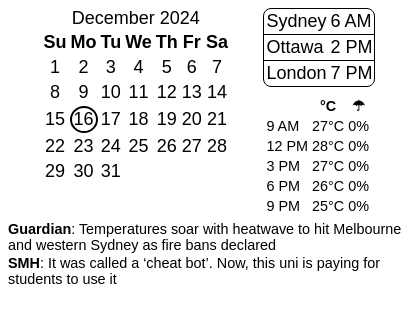 December 2024
Su Mo Tu We Th Fr Sa
1 2 3 4 5 6 7
8 9 10 11 12 13 14
15 16 17 18 19 20 21
22 23 24 25 26 27 28
29 30 31
Sydney 6 AM
Ottawa 2 PM
London 7 PM
°C ☂
9 AM 27°C 0%
12 PM 28°C 0%
3 PM 27°C 0%
6 PM 26°C 0%
9 PM 25°C 0%
Guardian: Temperatures soar with heatwave to hit Melbourne
and western Sydney as fire bans declared
SMH: It was called a ‘cheat bot’. Now, this uni is paying for
students to use it